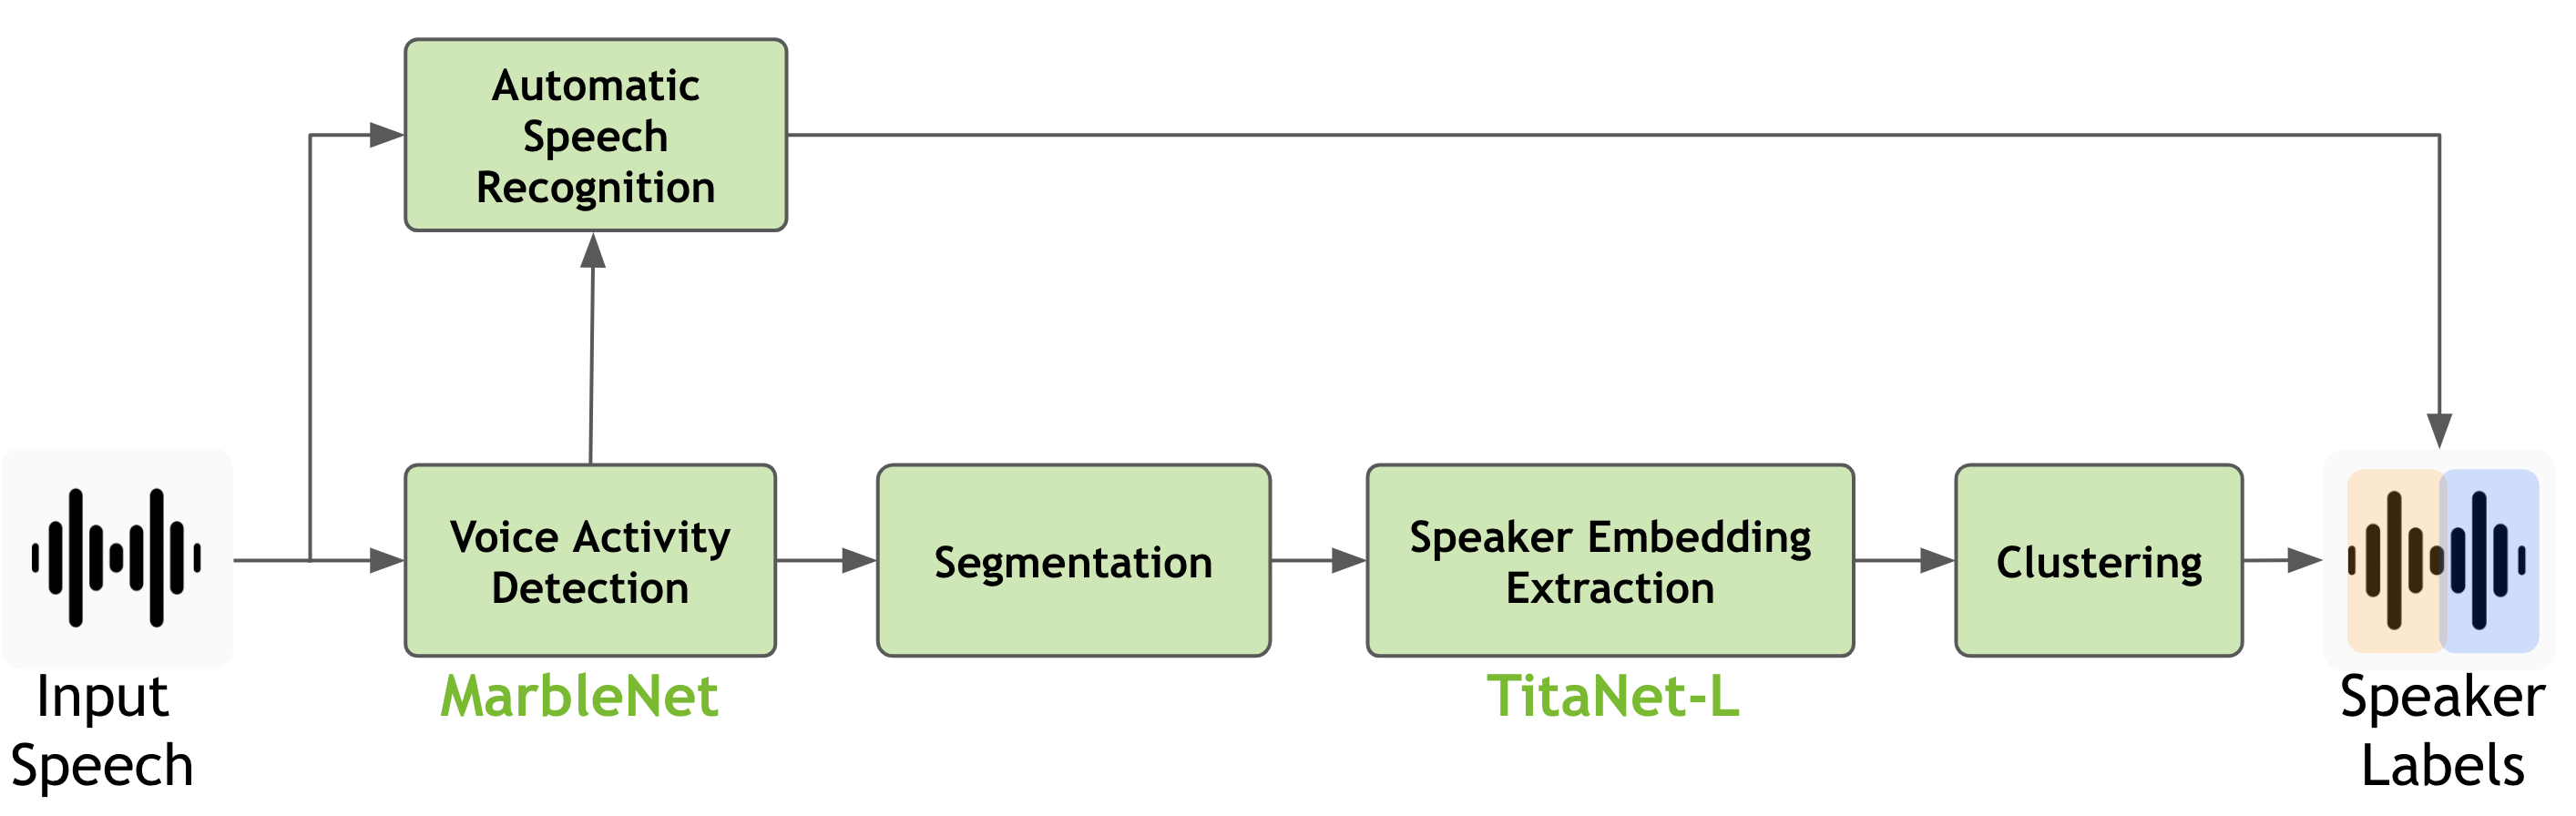 Automatic
Speech
Recognition
Voice Activity
Detection
Segmentation
Speaker Embedding
Extraction
Clustering
MarbleNet
TitaNet-L
Input
Speech
Speaker
Labels